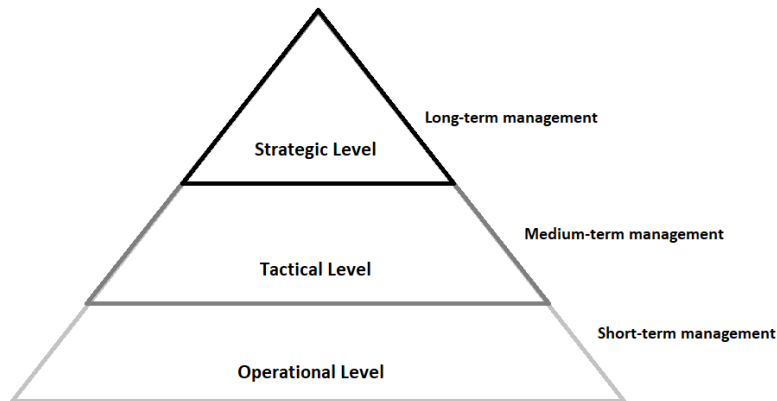 Long-term management
Strategic Level
Medium-term management
Tactical Level
Short-term management
Operational Level